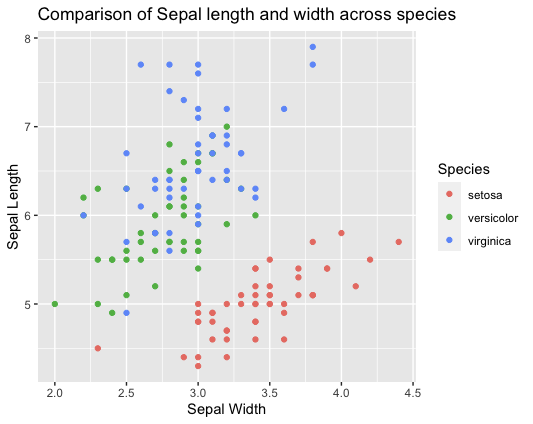 Comparison of Sepal length and width across species
8
7
6
5
Sepal Length
2.0 2.5 3.0 3.5 4.0 4.5
Sepal Width
Species
setosa
versicolor
virginica